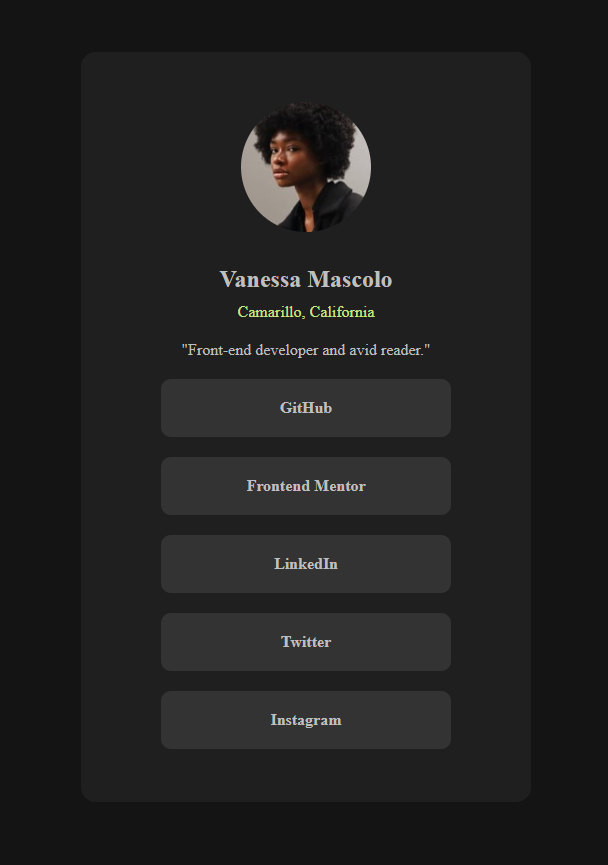 Vanessa Mascolo
Camarillo, California
"Front-end developer and avid reader."
GitHub
Frontend Mentor
LinkedIn
Twitter
Instagram